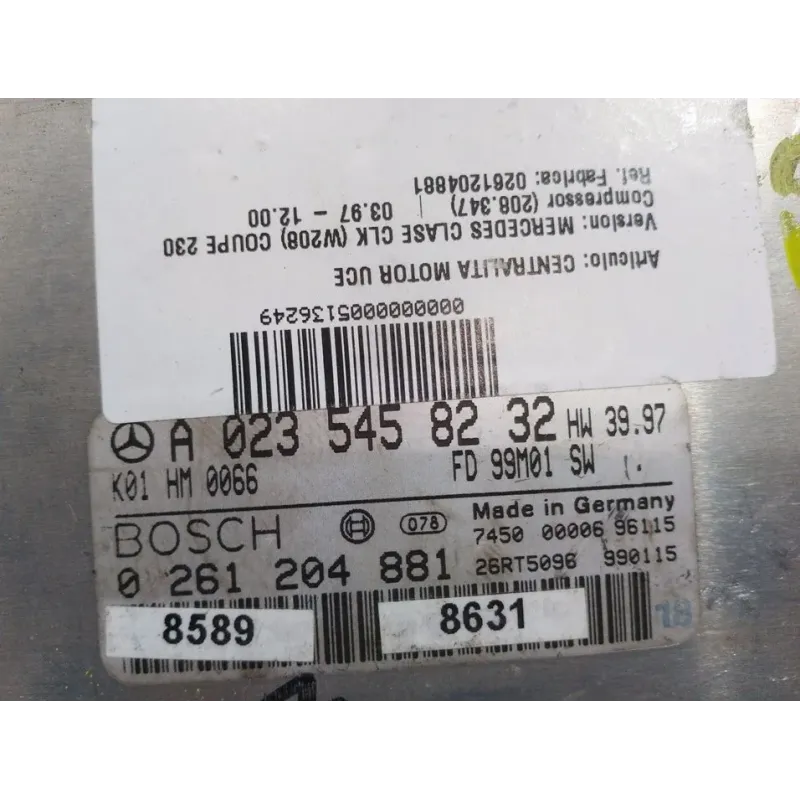 Articulo: CENTRALITA MOTOR UCE
Version: MERCEDES CLASE CLK (W208) COUPE 230
Compressor (208.347) | 03.97 - 12.00
Ref. Fabrica: 0261204881
0000000005136249
A 023 545 82 32 HW 39.97
K01 HM 0066 FD 99M01 SW
BOSCH 078 Made in Germany
7450 00006 96115
0 261 204 881 26RT5096 990115
8589 8631 18